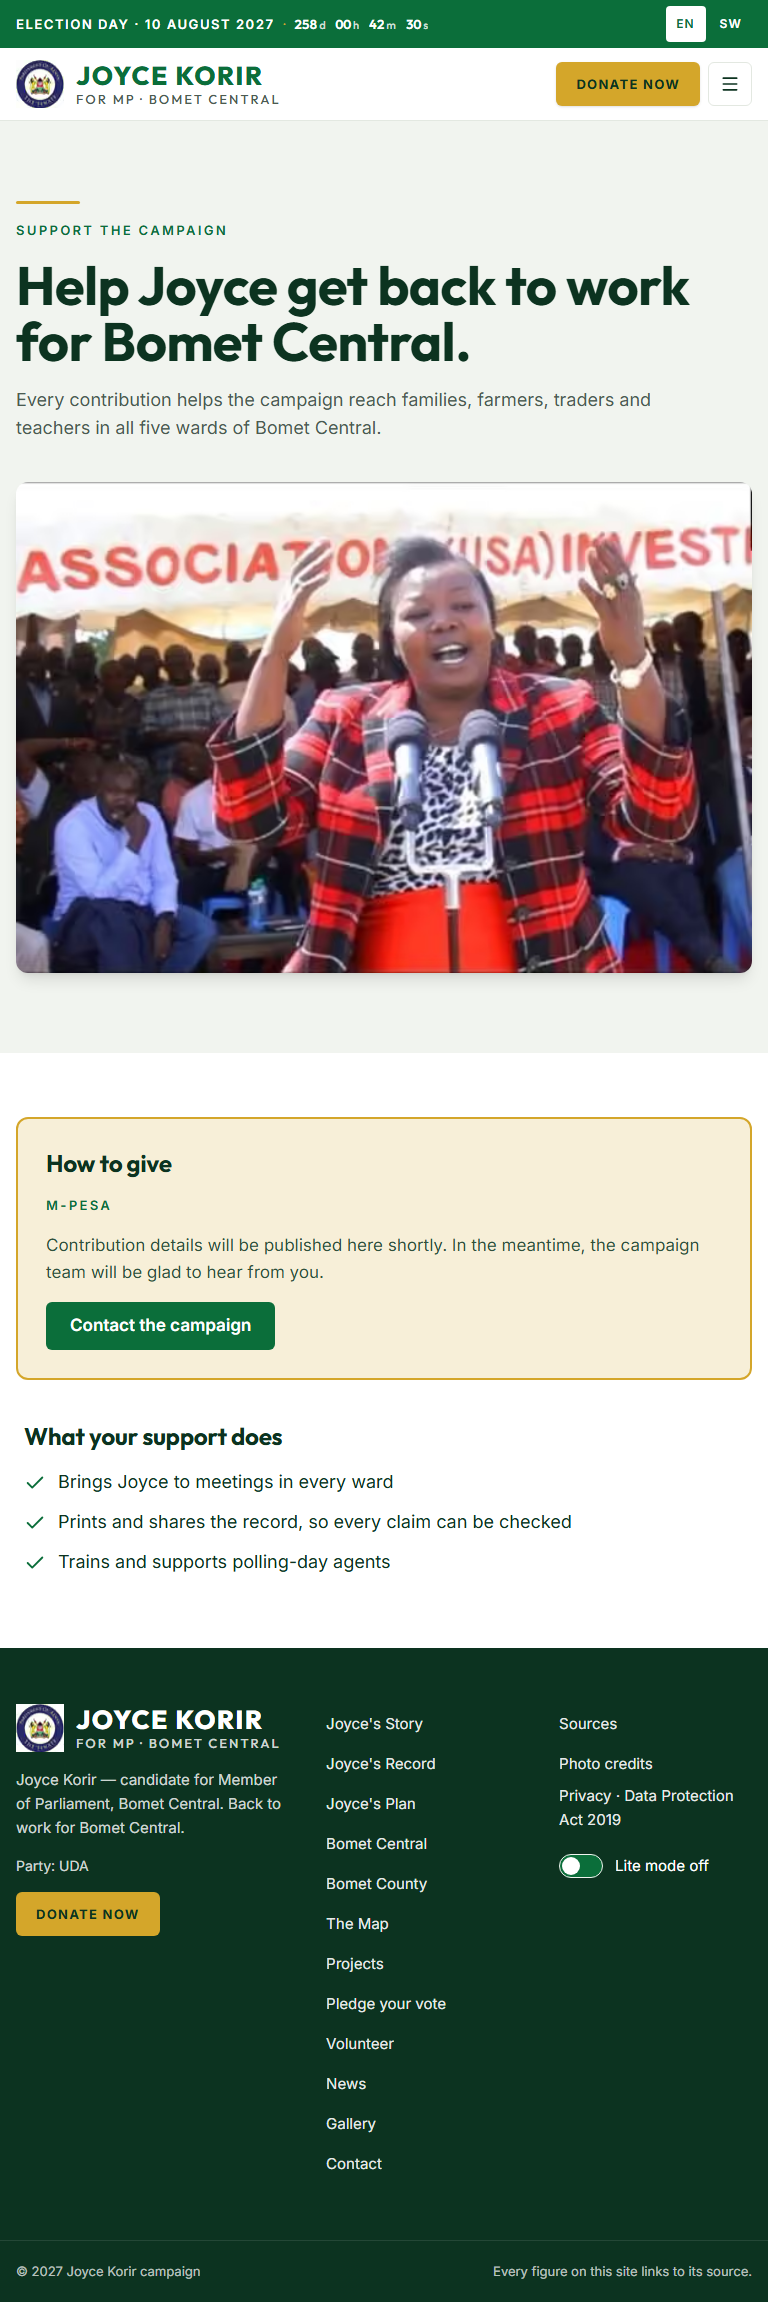 ELECTION DAY · 10 AUGUST 2027 · 258d 00h 42m 30s
EN SW
JOYCE KORIR
FOR MP · BOMET CENTRAL
DONATE NOW
SUPPORT THE CAMPAIGN
Help Joyce get back to work
for Bomet Central.
Every contribution helps the campaign reach families, farmers, traders and
teachers in all five wards of Bomet Central.
ASSOCIATION (USA) INVEST
How to give
M-PESA
Contribution details will be published here shortly. In the meantime, the campaign
team will be glad to hear from you.
Contact the campaign
What your support does
Brings Joyce to meetings in every ward
Prints and shares the record, so every claim can be checked
Trains and supports polling-day agents
JOYCE KORIR
FOR MP · BOMET CENTRAL
Joyce Korir — candidate for Member
of Parliament, Bomet Central. Back to
work for Bomet Central.
Party: UDA
DONATE NOW
Joyce's Story
Joyce's Record
Joyce's Plan
Bomet Central
Bomet County
The Map
Projects
Pledge your vote
Volunteer
News
Gallery
Contact
Sources
Photo credits
Privacy · Data Protection
Act 2019
Lite mode off
© 2027 Joyce Korir campaign
Every figure on this site links to its source.